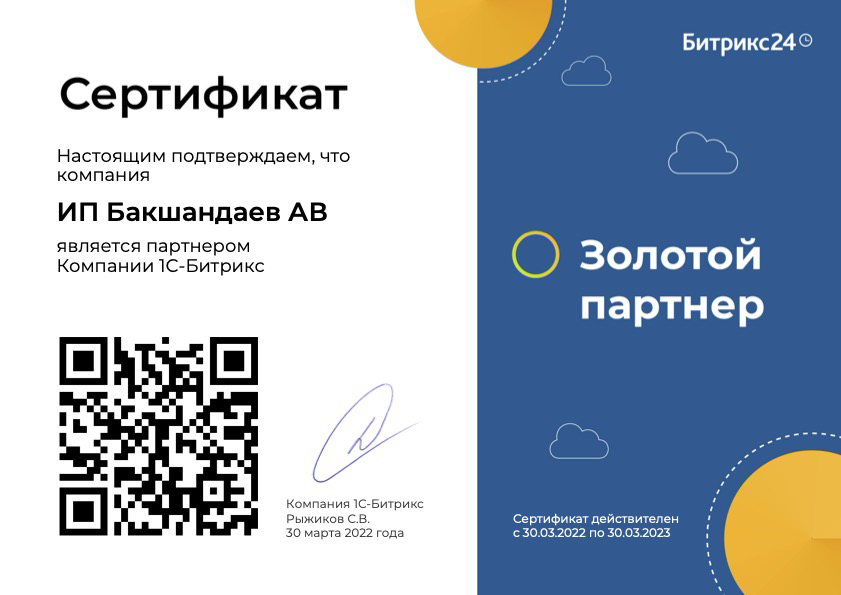 Сертификат
Настоящим подтверждаем, что
компания
ИП Бакшандаев АВ
является партнером
Компании 1С-Битрикс
Компания 1С-Битрикс
Рыжиков С.В.
30 марта 2022 года
Битрикс24
Золотой
партнер
Сертификат действителен
с 30.03.2022 по 30.03.2023